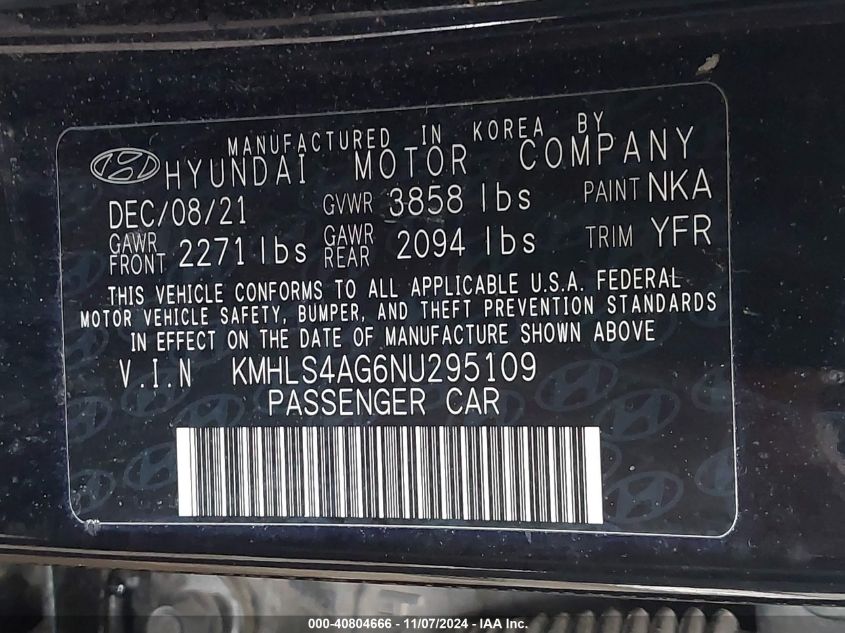 MANUFACTURED IN KOREA BY
HYUNDAI MOTOR COMPANY
DEC/08/21 GVWR 3858 lbs PAINT NKA
GAWR FRONT 2271 lbs GAWR REAR 2094 lbs TRIM YFR
THIS VEHICLE CONFORMS TO ALL APPLICABLE U.S.A. FEDERAL
MOTOR VEHICLE SAFETY, BUMPER, AND THEFT PREVENTION STANDARDS
IN EFFECT ON THE DATE OF MANUFACTURE SHOWN ABOVE
V.I.N KMHLS4AG6NU295109
PASSENGER CAR
000-40804666 - 11/07/2024 - IAA Inc.